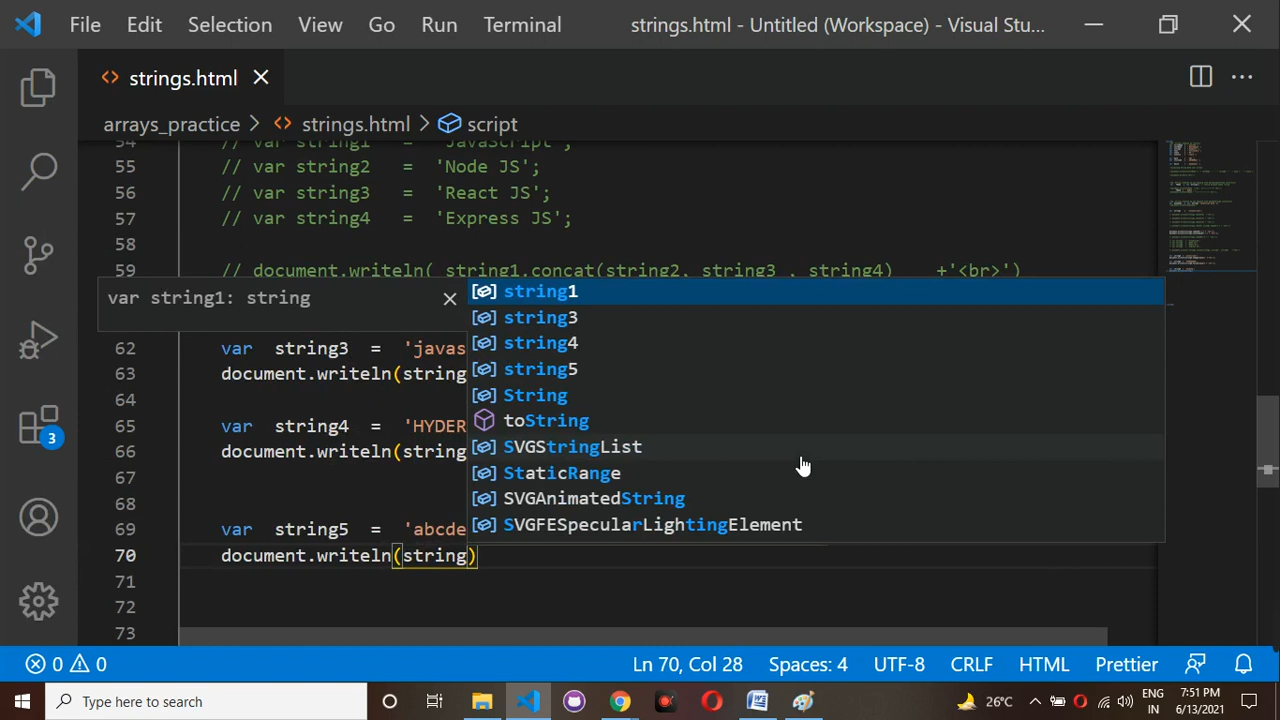 File Edit Selection View Go Run Terminal strings.html - Untitled (Workspace) - Visual Stu...
strings.html
arrays_practice > strings.html > script
54 // var string1 = 'JavaScript';
55 // var string2 = 'Node JS';
56 // var string3 = 'React JS';
57 // var string4 = 'Express JS';
58
59 // document.writeln( string1.concat(string2, string3 , string4) +'<br>')
var string1: string
string1
string3
string4
string5
String
toString
SVGStringList
StaticRange
SVGAnimatedString
SVGFESpecularLightingElement
62 var string3 = 'javas
63 document.writeln(string
64
65 var string4 = 'HYDER
66 document.writeln(string
67
68
69 var string5 = 'abcde
70 document.writeln(string)
71
72
73
3
0 0 Ln 70, Col 28 Spaces: 4 UTF-8 CRLF HTML Prettier
Type here to search
26°C
ENG
IN
7:51 PM
6/13/2021